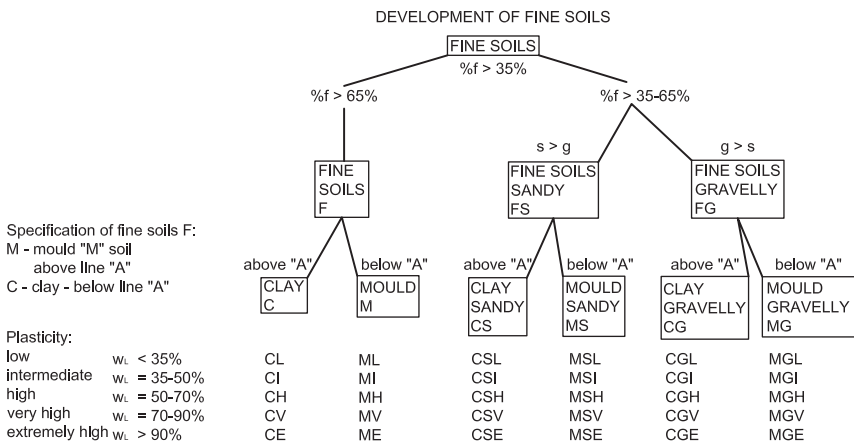 DEVELOPMENT OF FINE SOILS
FINE SOILS
%f > 35%
%f > 65%
%f > 35-65%
s > g
g > s
FINE
SOILS
F
FINE SOILS
SANDY
FS
FINE SOILS
GRAVELLY
FG
Specification of fine soils F:
M - mould "M" soil
above line "A"
C - clay - below line "A"
above "A"
below "A"
above "A"
below "A"
above "A"
below "A"
CLAY
C
MOULD
M
CLAY
SANDY
CS
MOULD
SANDY
MS
CLAY
GRAVELLY
CG
MOULD
GRAVELLY
MG
Plasticity:
low wL < 35% CL ML CSL MSL CGL MGL
intermediate wL = 35-50% CI MI CSI MSI CGI MGI
high wL = 50-70% CH MH CSH MSH CGH MGH
very high wL = 70-90% CV MV CSV MSV CGV MGV
extremely high wL > 90% CE ME CSE MSE CGE MGE